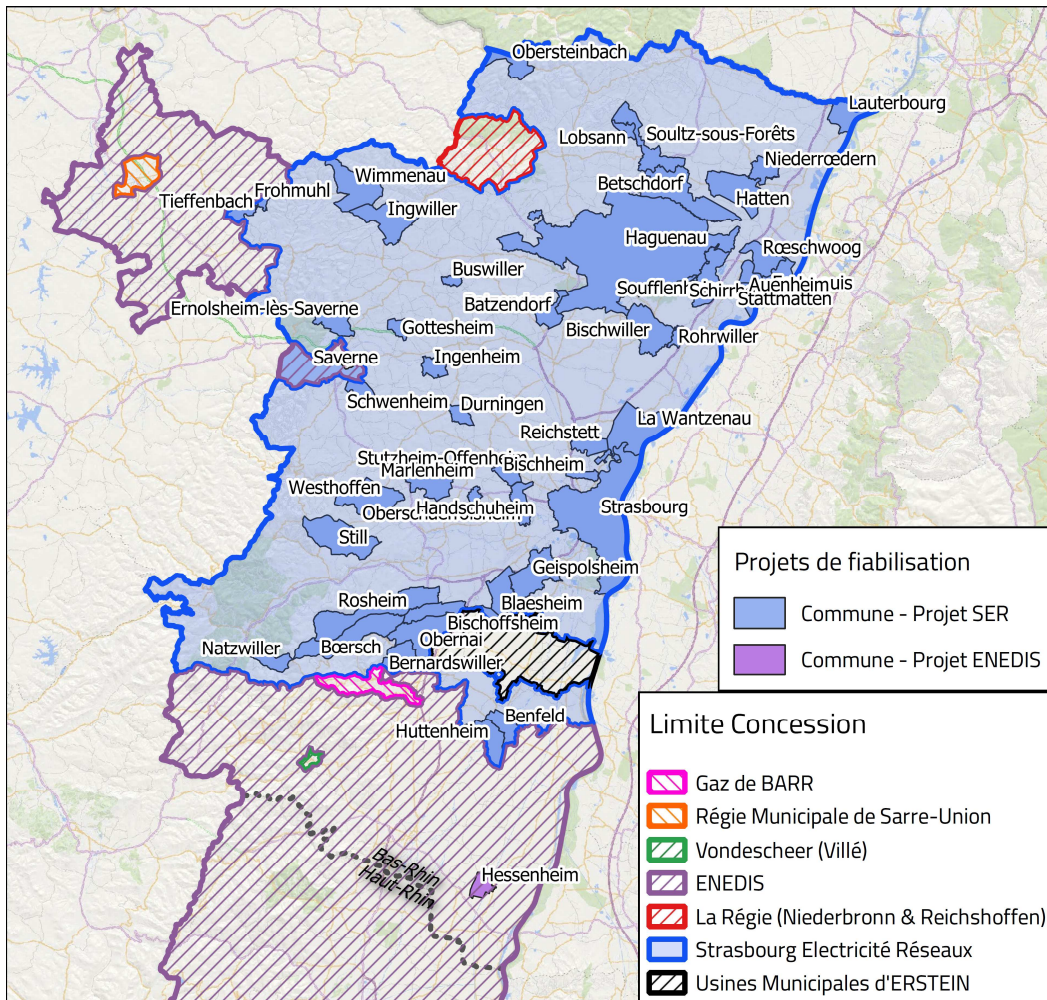 Obersteinbach
Lauterbourg
Lobsann
Soultz-sous-Forêts
Niederrœdern
Wimmenau
Betschdorf
Frohmuhl
Tieffenbach
Hatten
Ingwiller
Haguenau
Rœschwoog
Buswiller
Auenheim
Stattmatten
Ernolsheim-lès-Saverne
Batzendorf
Gottesheim
Bischwiller
Rohrwiller
Saverne
Ingenheim
Schwenheim
Durningen
La Wantzenau
Reichstett
Stutzheim-Offenheim
Marlenheim
Bischheim
Westhoffen
Handschuheim
Strasbourg
Still
Geispolsheim
Rosheim
Blaesheim
Bischoffsheim
Obernai
Natzwiller
Bœrsch
Bernardswiller
Benfeld
Huttenheim
Bas-Rhin
Haut-Rhin
Hessenheim
Projets de fiabilisation
Commune - Projet SER
Commune - Projet ENEDIS
Limite Concession
Gaz de BARR
Régie Municipale de Sarre-Union
Vondescheer (Villé)
ENEDIS
La Régie (Niederbronn & Reichshoffen)
Strasbourg Electricité Réseaux
Usines Municipales d'ERSTEIN